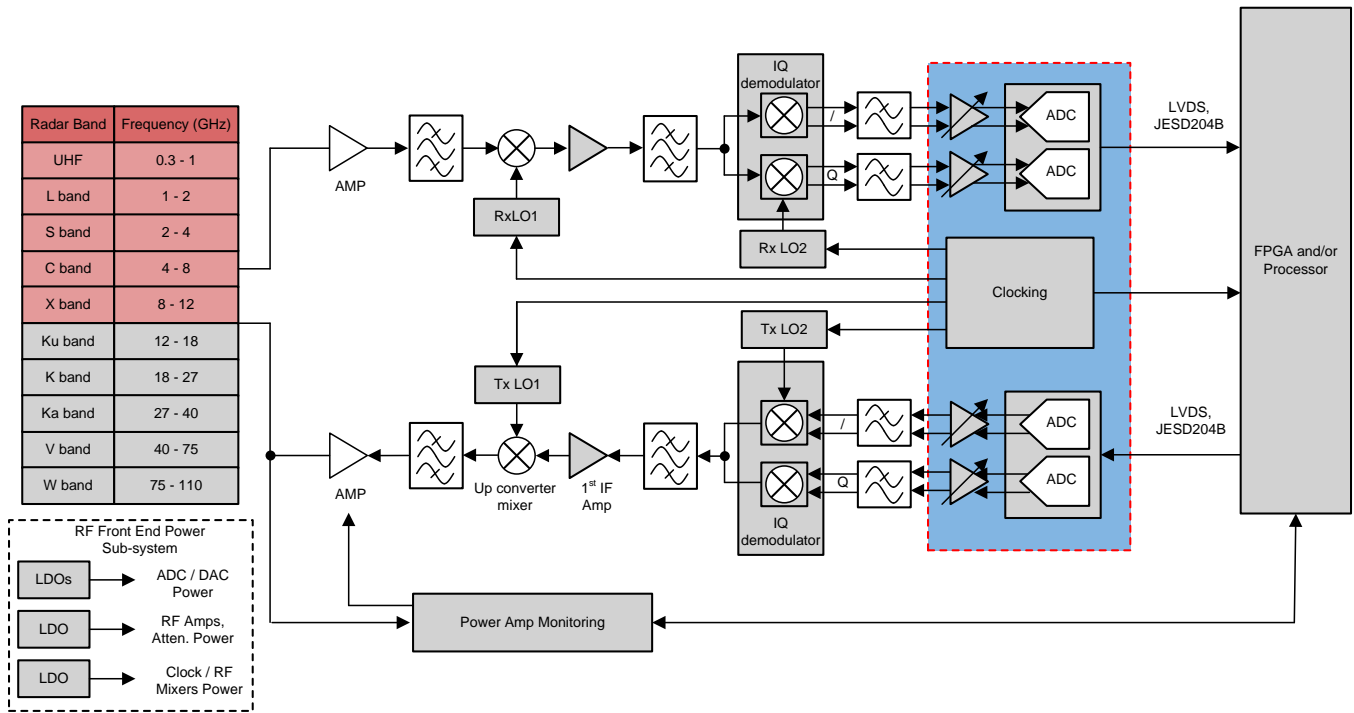 Radar Band Frequency (GHz)
UHF 0.3 - 1
L band 1 - 2
S band 2 - 4
C band 4 - 8
X band 8 - 12
Ku band 12 - 18
K band 18 - 27
Ka band 27 - 40
V band 40 - 75
W band 75 - 110
RF Front End Power
Sub-system
LDOs
ADC / DAC
Power
LDO
RF Amps,
Atten. Power
LDO
Clock / RF
Mixers Power
AMP
RxLO1
IQ
demodulator
/
Q
Rx LO2
ADC
ADC
LVDS,
JESD204B
Clocking
FPGA and/or
Processor
Tx LO2
Tx LO1
AMP
Up converter
mixer
1st IF
Amp
/
Q
IQ
demodulator
ADC
ADC
LVDS,
JESD204B
Power Amp Monitoring